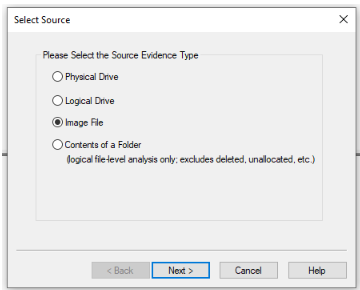 Select Source
Please Select the Source Evidence Type
Physical Drive
Logical Drive
Image File
Contents of a Folder
(logical file-level analysis only; excludes deleted, unallocated, etc.)
< Back Next > Cancel Help